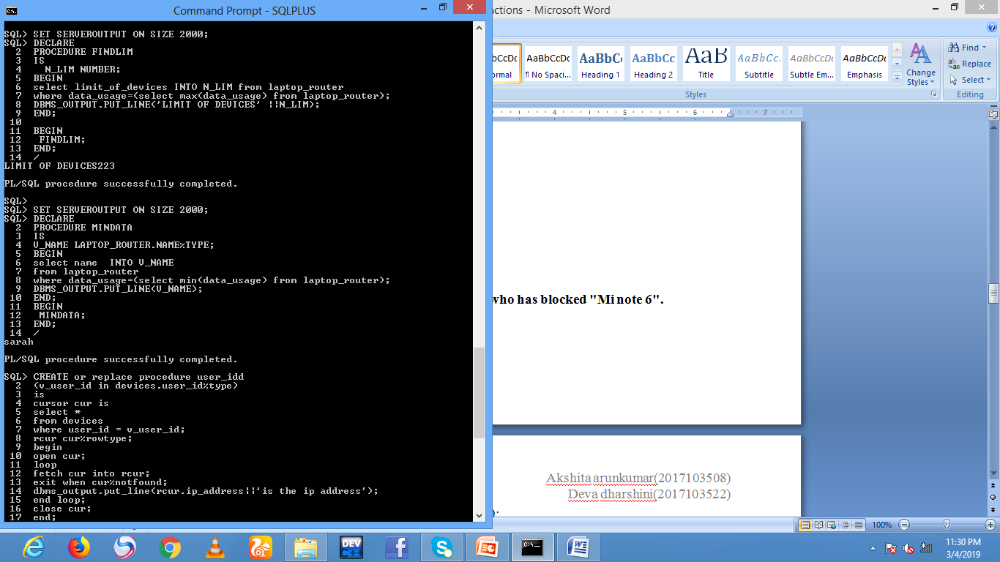 Command Prompt - SQLPLUS
SQL> SET SERVEROUTPUT ON SIZE 2000;
SQL> DECLARE
2 PROCEDURE FINDLIM
3 IS
4 N_LIM NUMBER;
5 BEGIN
6 select limit_of_devices INTO N_LIM from laptop_router
7 where data_usage=(select max(data_usage) from laptop_router);
8 DBMS_OUTPUT.PUT_LINE('LIMIT OF DEVICES' ||N_LIM);
9 END;
10
11 BEGIN
12 FINDLIM;
13 END;
14 /
LIMIT OF DEVICES223
PL/SQL procedure successfully completed.
SQL>
SQL> SET SERVEROUTPUT ON SIZE 2000;
SQL> DECLARE
2 PROCEDURE MINDATA
3 IS
4 V_NAME LAPTOP_ROUTER.NAME%TYPE;
5 BEGIN
6 select name INTO V_NAME
7 from laptop_router
8 where data_usage=(select min(data_usage) from laptop_router);
9 DBMS_OUTPUT.PUT_LINE(V_NAME);
10 END;
11 BEGIN
12 MINDATA;
13 END;
14 /
sarah
PL/SQL procedure successfully completed.
SQL> CREATE or replace procedure user_idd
2 (v_user_id in devices.user_id%type)
3 is
4 cursor cur is
5 select *
6 from devices
7 where user_id = v_user_id;
8 rcur cur%rowtype;
9 begin
10 open cur;
11 loop
12 fetch cur into rcur;
13 exit when cur%notfound;
14 dbms_output.put_line(rcur.ip_address||'is the ip address');
15 end loop;
16 close cur;
17 end;
ctions - Microsoft Word
bCcDc AaBbCcDc AaBbC AaBbCc AaB AaBbCc. AaBbCcDc AaBbCcDc
ormal ¶ No Spaci... Heading 1 Heading 2 Title Subtitle Subtle Em... Emphasis
Change
Styles
Find
Replace
Select
Styles
Editing
4 5 6 7
who has blocked "Mi note 6".
Akshita arunkumar(2017103508)
Deva dharshini(2017103522)
):
100%
DEV
C++
11:30 PM
3/4/2019